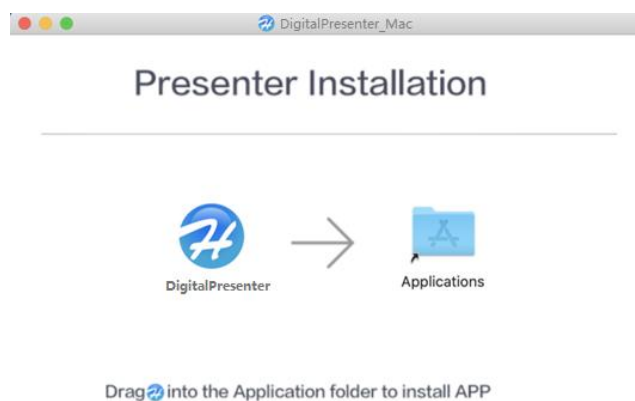 DigitalPresenter_Mac
Presenter Installation
DigitalPresenter
Applications
Drag into the Application folder to install APP